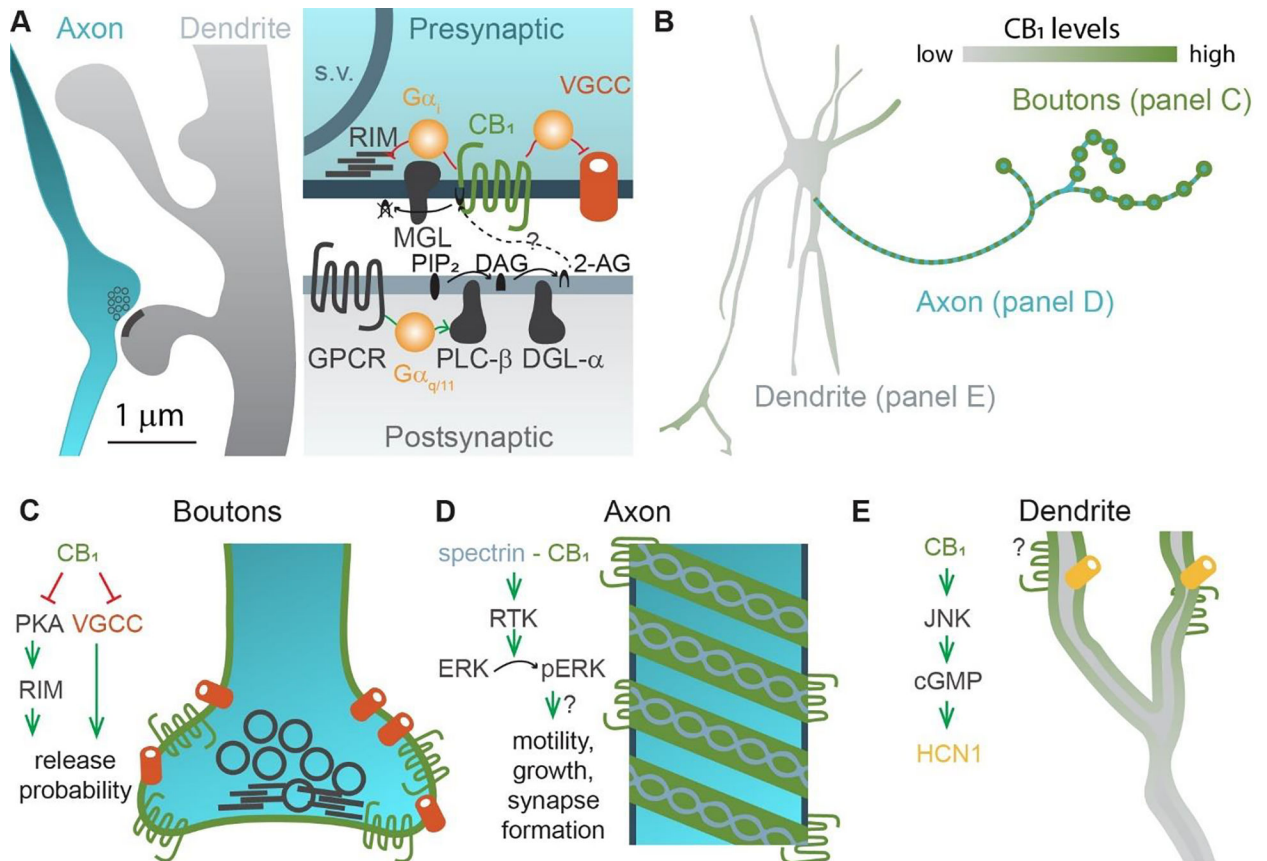 A
Axon
Dendrite
1 μm
Presynaptic
s.v.
VGCC
Gαi
CB₁
RIM
MGL
?
PIP₂
DAG
2-AG
GPCR
PLC-β
DGL-α
Gαq/11
Postsynaptic
B
CB₁ levels
low
high
Boutons (panel C)
Axon (panel D)
Dendrite (panel E)
C
Boutons
CB₁
PKA VGCC
RIM
release
probability
D
Axon
spectrin - CB₁
RTK
ERK
pERK
?
motility,
growth,
synapse
formation
E
Dendrite
CB₁
?
JNK
cGMP
HCN1